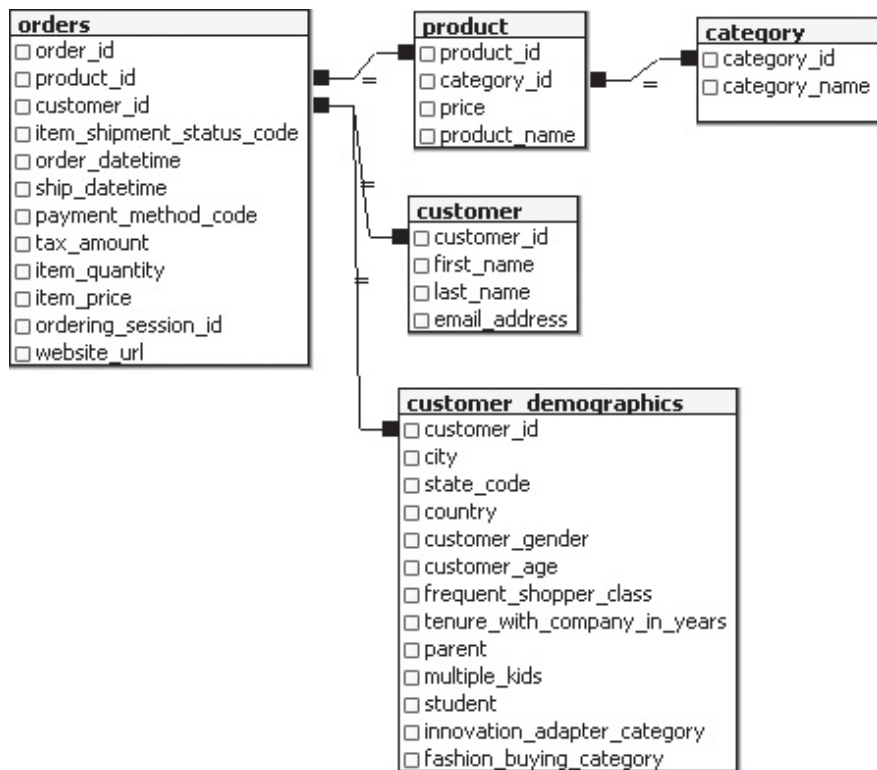 orders
order_id
product_id
customer_id
item_shipment_status_code
order_datetime
ship_datetime
payment_method_code
tax_amount
item_quantity
item_price
ordering_session_id
website_url
product
product_id
category_id
price
product_name
category
category_id
category_name
customer
customer_id
first_name
last_name
email_address
customer_demographics
customer_id
city
state_code
country
customer_gender
customer_age
frequent_shopper_class
tenure_with_company_in_years
parent
multiple_kids
student
innovation_adapter_category
fashion_buying_category
=
=
=
=